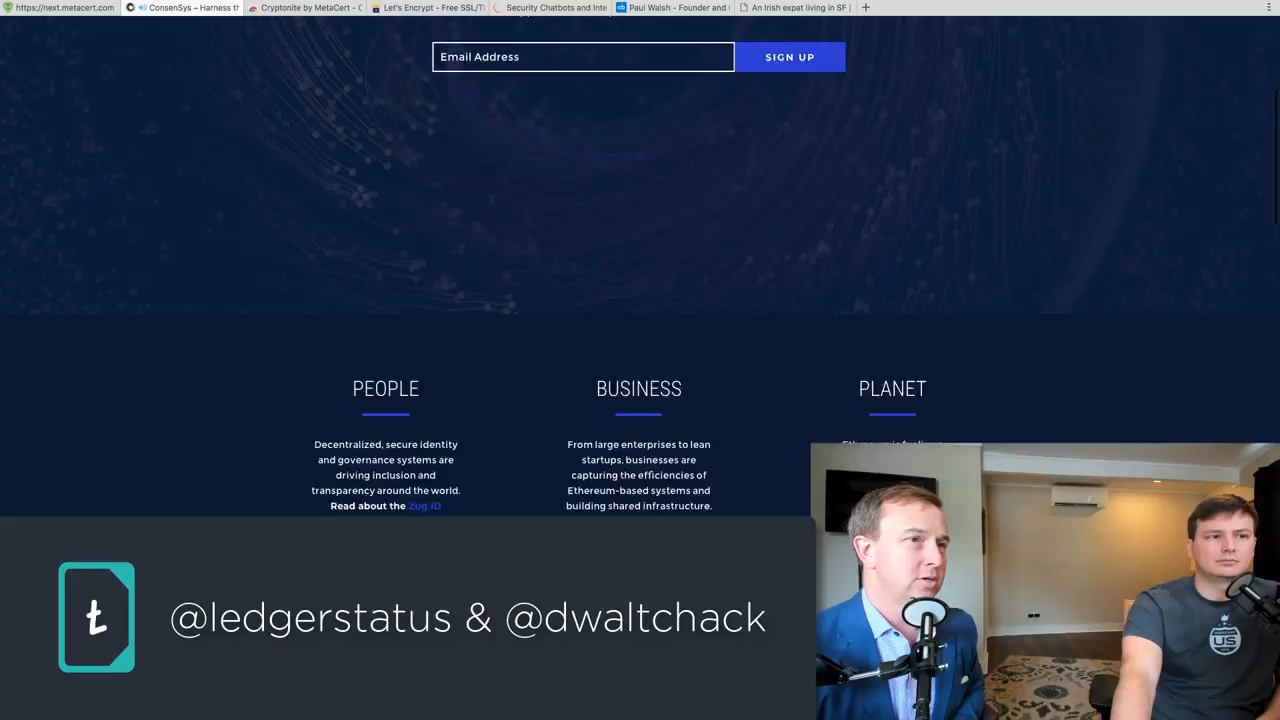 https://next.metacert.com
ConsenSys – Harness th
Cryptonite by MetaCert - C
Let's Encrypt - Free SSL/T
Security Chatbots and Inte
Paul Walsh - Founder and
An Irish expat living in SF |
Email Address
SIGN UP
PEOPLE
BUSINESS
PLANET
Decentralized, secure identity
and governance systems are
driving inclusion and
transparency around the world.
Read about the Zug ID
From large enterprises to lean
startups, businesses are
capturing the efficiencies of
Ethereum-based systems and
building shared infrastructure.
@ledgerstatus & @dwaltchack
US